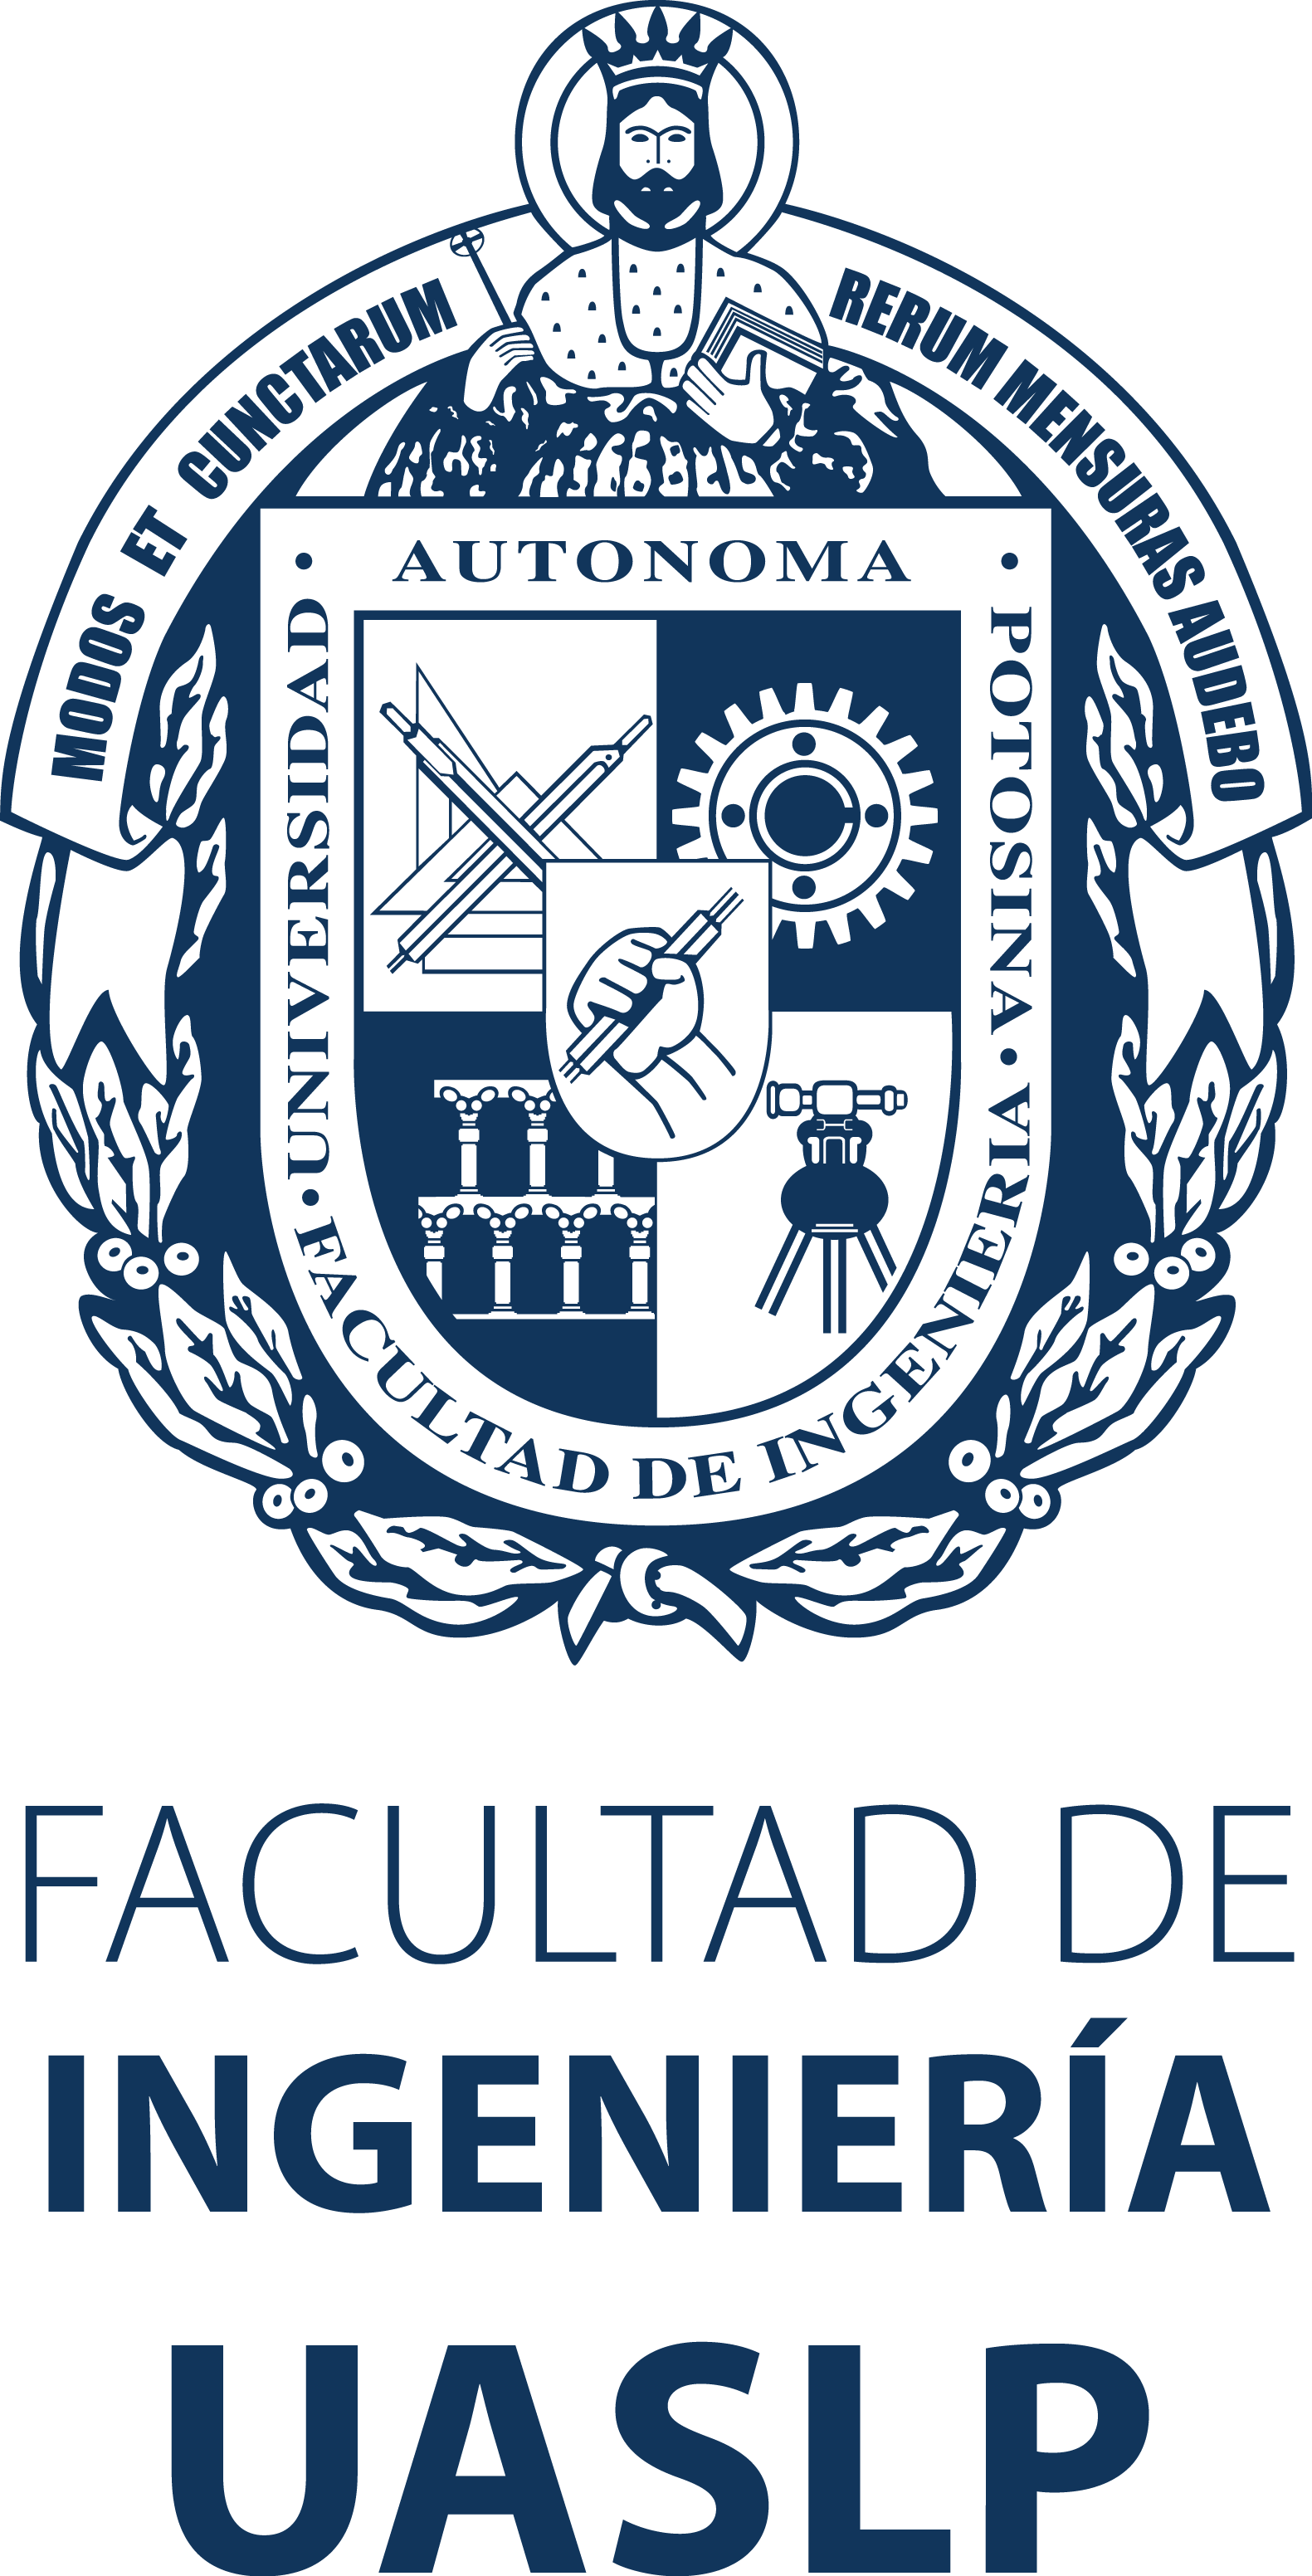 MODOS ET CUNCTARUM RERUM MENSURAS AUDEBO
· UNIVERSIDAD · AUTONOMA · POTOSINA ·
FACULTAD DE INGENIERIA
FACULTAD DE
INGENIERÍA
UASLP